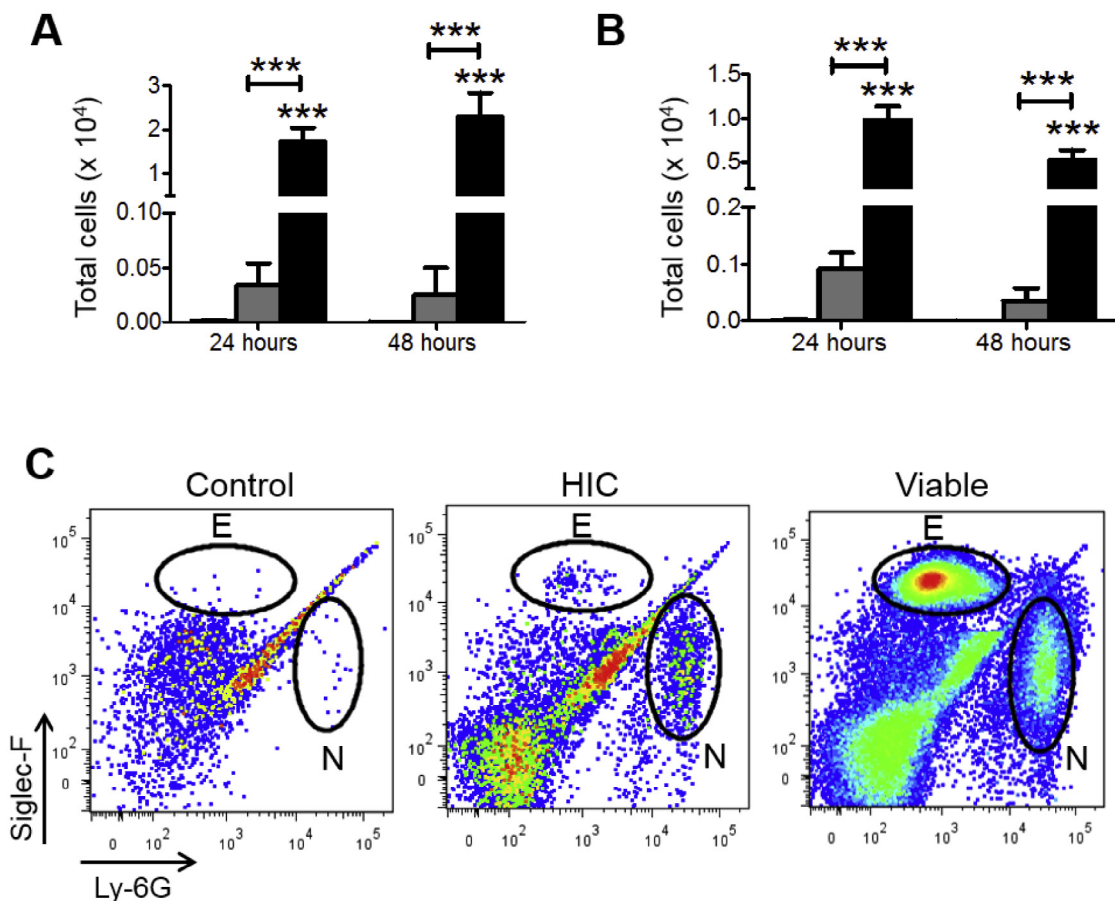 A
Total cells (x 10⁴)
3
2
1
0.10
0.05
0.00
***
***
***
***
24 hours
48 hours
B
Total cells (x 10⁴)
1.5
1.0
0.5
0.2
0.1
0.0
***
***
***
***
24 hours
48 hours
C
Control
HIC
Viable
E
N
10⁵
10⁴
10³
10²
0
0 10² 10³ 10⁴ 10⁵
E
N
10⁵
10⁴
10³
10²
0
0 10² 10³ 10⁴ 10⁵
E
N
10⁵
10⁴
10³
10²
0
0 10² 10³ 10⁴ 10⁵
Siglec-F
Ly-6G